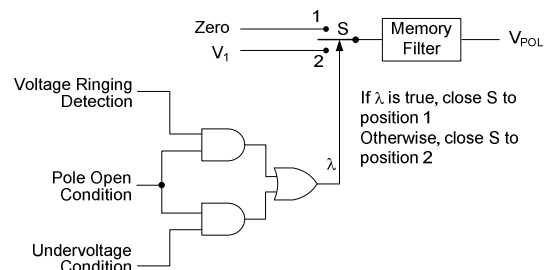 Zero
1
S
Memory
Filter
V_POL
V_1
2
Voltage Ringing
Detection
If λ is true, close S to
position 1
Otherwise, close S to
position 2
λ
Pole Open
Condition
Undervoltage
Condition